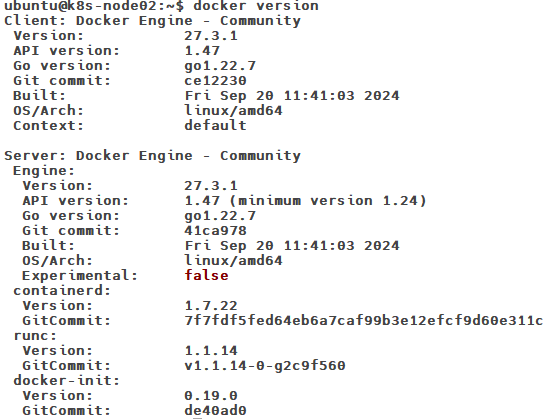 ubuntu@k8s-node02:~$ docker version
Client: Docker Engine - Community
 Version:           27.3.1
 API version:       1.47
 Go version:        go1.22.7
 Git commit:        ce12230
 Built:             Fri Sep 20 11:41:03 2024
 OS/Arch:           linux/amd64
 Context:           default

Server: Docker Engine - Community
 Engine:
  Version:          27.3.1
  API version:      1.47 (minimum version 1.24)
  Go version:       go1.22.7
  Git commit:       41ca978
  Built:            Fri Sep 20 11:41:03 2024
  OS/Arch:          linux/amd64
  Experimental:     false
 containerd:
  Version:          1.7.22
  GitCommit:        7f7fdf5fed64eb6a7caf99b3e12efcf9d60e311c
 runc:
  Version:          1.1.14
  GitCommit:        v1.1.14-0-g2c9f560
 docker-init:
  Version:          0.19.0
  GitCommit:        de40ad0